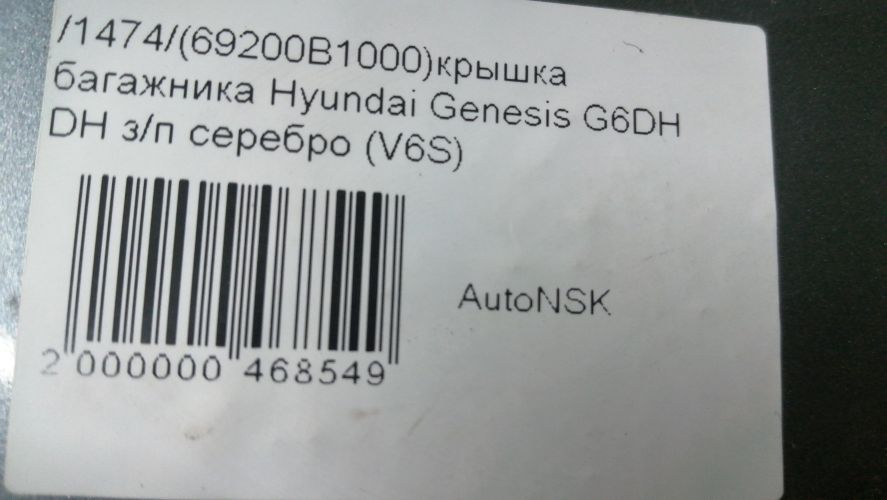 /1474/(69200B1000)крышка
багажника Hyundai Genesis G6DH
DH з/п серебро (V6S)
AutoNSK
2 000000 468549